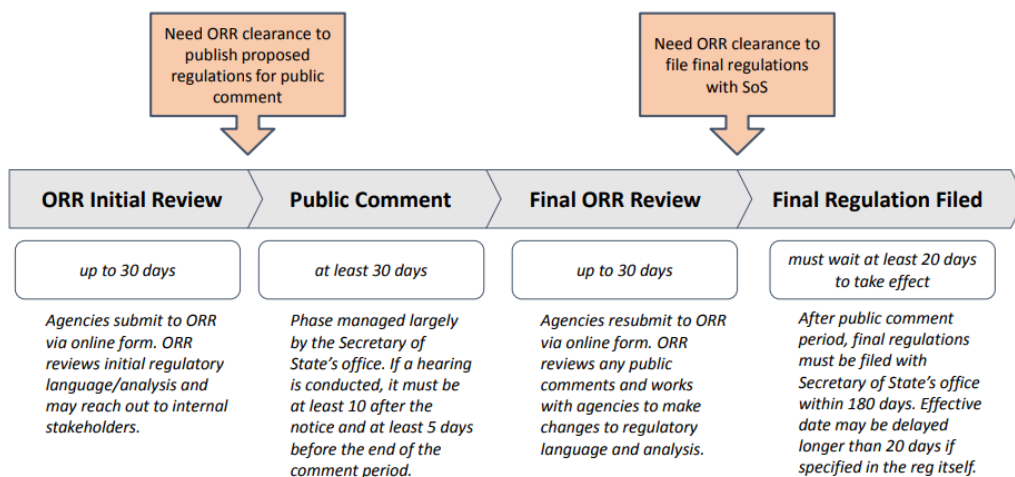 Need ORR clearance to
publish proposed
regulations for public
comment
Need ORR clearance to
file final regulations
with SoS
ORR Initial Review
Public Comment
Final ORR Review
Final Regulation Filed
up to 30 days
at least 30 days
up to 30 days
must wait at least 20 days
to take effect
Agencies submit to ORR
via online form. ORR
reviews initial regulatory
language/analysis and
may reach out to internal
stakeholders.
Phase managed largely
by the Secretary of
State's office. If a hearing
is conducted, it must be
at least 10 after the
notice and at least 5 days
before the end of the
comment period.
Agencies resubmit to ORR
via online form. ORR
reviews any public
comments and works
with agencies to make
changes to regulatory
language and analysis.
After public comment
period, final regulations
must be filed with
Secretary of State's office
within 180 days. Effective
date may be delayed
longer than 20 days if
specified in the reg itself.